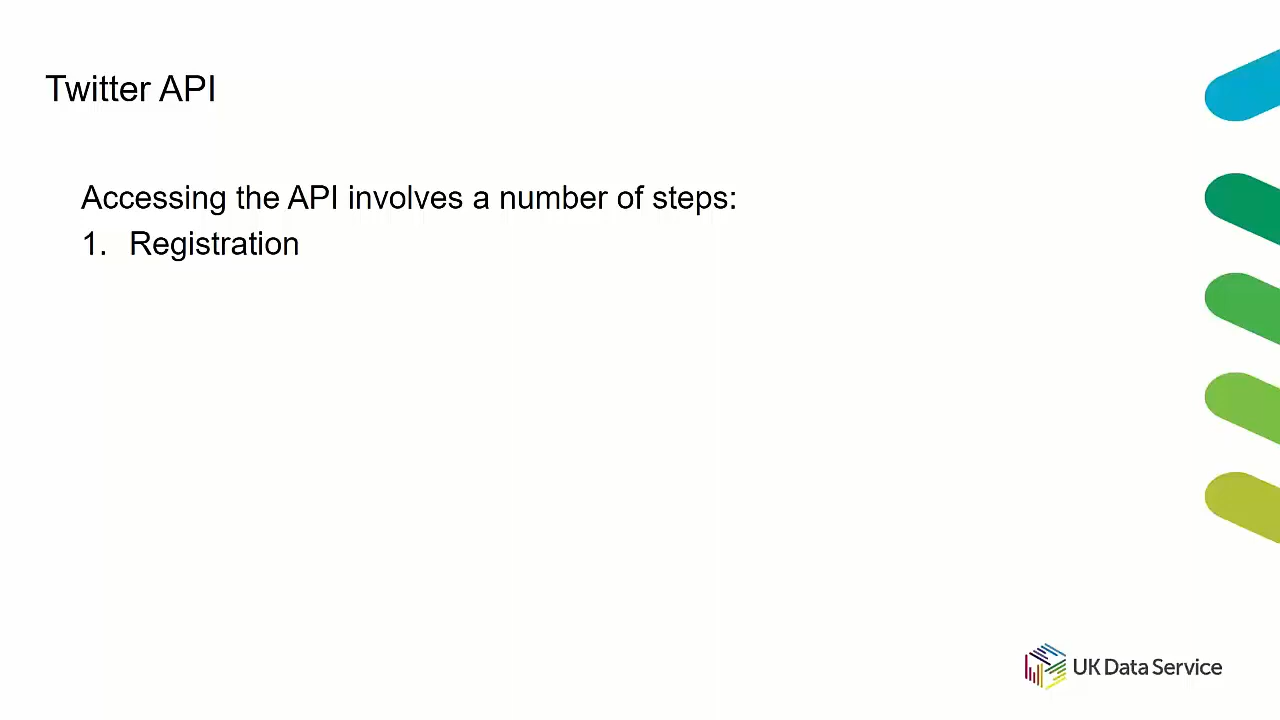 Twitter API
Accessing the API involves a number of steps:
1. Registration
UK Data Service